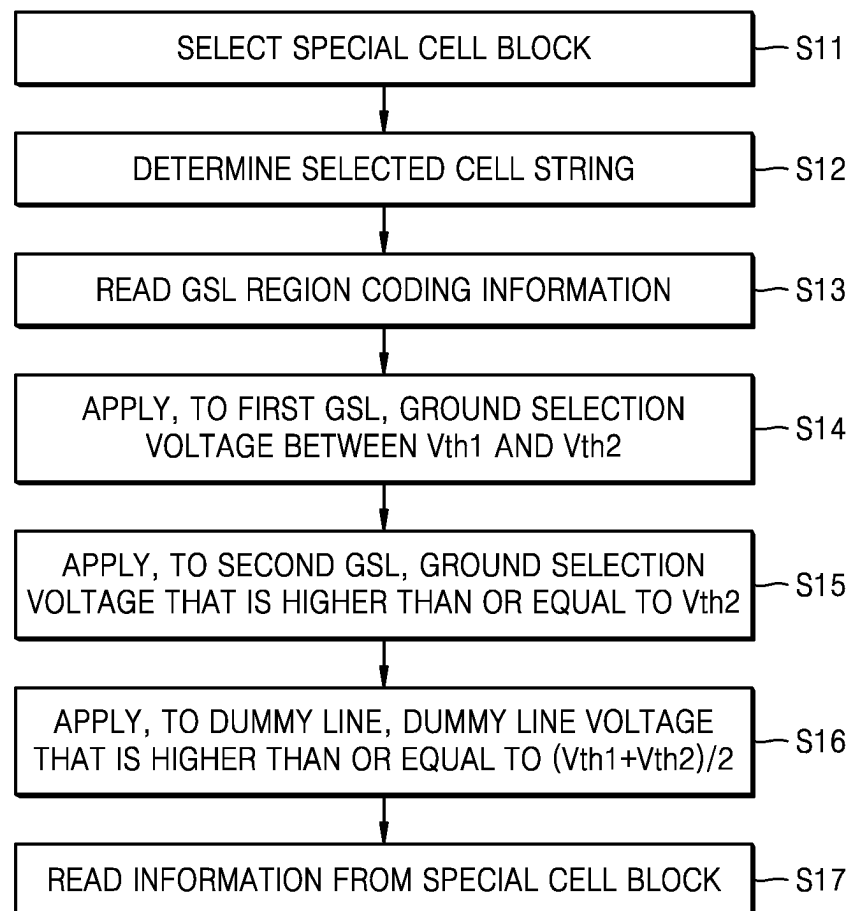 SELECT SPECIAL CELL BLOCK
S11
DETERMINE SELECTED CELL STRING
S12
READ GSL REGION CODING INFORMATION
S13
APPLY, TO FIRST GSL, GROUND SELECTION
VOLTAGE BETWEEN Vth1 AND Vth2
S14
APPLY, TO SECOND GSL, GROUND SELECTION
VOLTAGE THAT IS HIGHER THAN OR EQUAL TO Vth2
S15
APPLY, TO DUMMY LINE, DUMMY LINE VOLTAGE
THAT IS HIGHER THAN OR EQUAL TO (Vth1+Vth2)/2
S16
READ INFORMATION FROM SPECIAL CELL BLOCK
S17